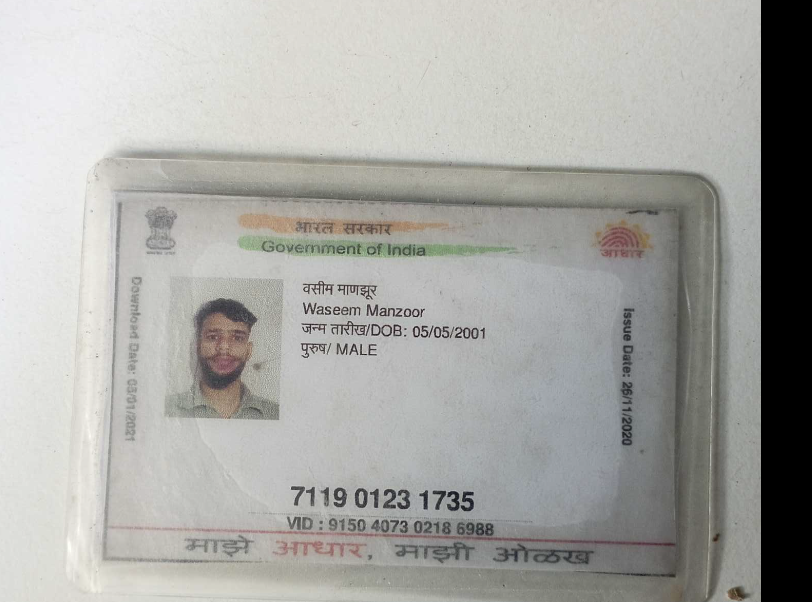 भारत सरकार
Government of India
आधार
वसीम माणझूर
Waseem Manzoor
जन्म तारीख/DOB: 05/05/2001
पुरुष/ MALE
Download Date: 03/01/2021
Issue Date: 26/11/2020
7119 0123 1735
VID : 9150 4073 0218 6988
माझे आधार, माझी ओळख